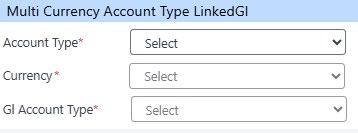 Multi Currency Account Type LinkedGl
Account Type* Select
Currency* Select
Gl Account Type* Select